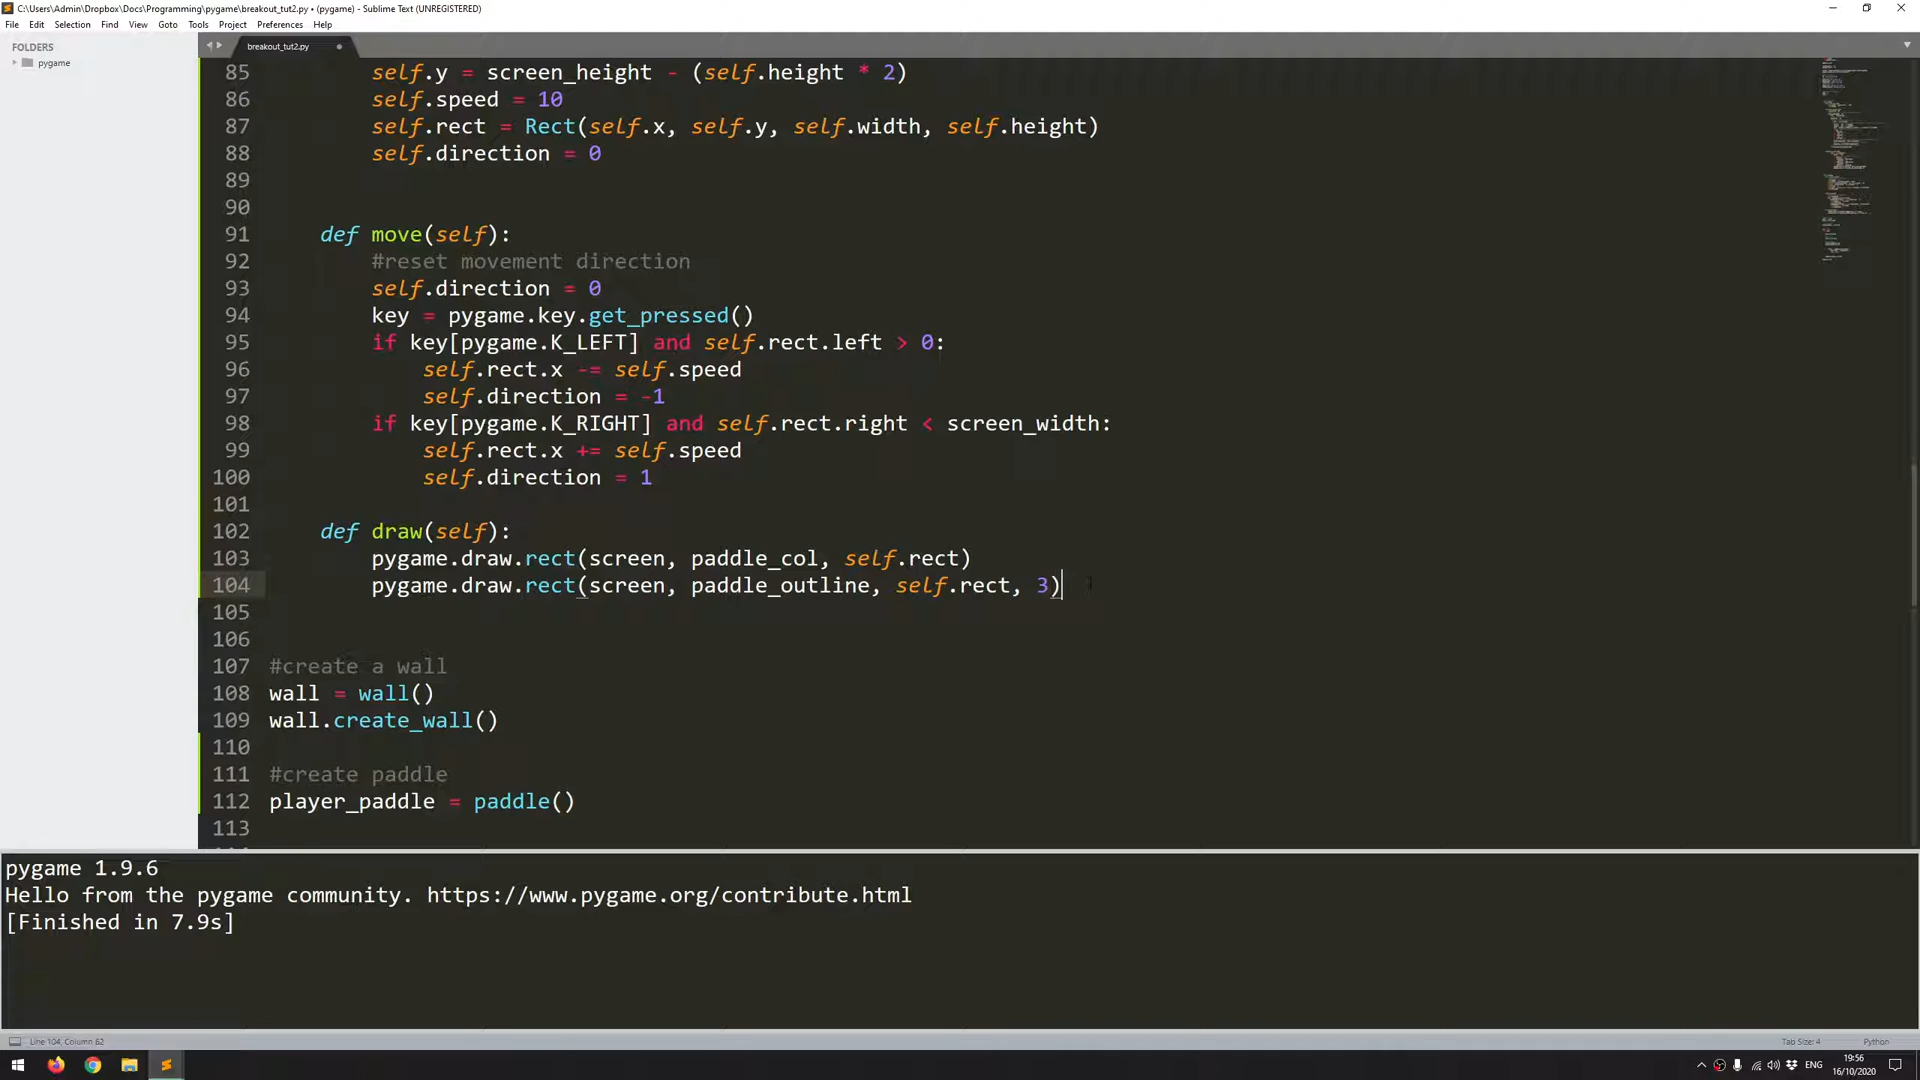 C:\Users\Admin\Dropbox\Docs\Programming\pygame\breakout_tut2.py • (pygame) - Sublime Text (UNREGISTERED)
File Edit Selection Find View Goto Tools Project Preferences Help
FOLDERS
pygame
breakout_tut2.py
85 self.y = screen_height - (self.height * 2)
86 self.speed = 10
87 self.rect = Rect(self.x, self.y, self.width, self.height)
88 self.direction = 0
89
90
91 def move(self):
92 #reset movement direction
93 self.direction = 0
94 key = pygame.key.get_pressed()
95 if key[pygame.K_LEFT] and self.rect.left > 0:
96 self.rect.x -= self.speed
97 self.direction = -1
98 if key[pygame.K_RIGHT] and self.rect.right < screen_width:
99 self.rect.x += self.speed
100 self.direction = 1
101
102 def draw(self):
103 pygame.draw.rect(screen, paddle_col, self.rect)
104 pygame.draw.rect(screen, paddle_outline, self.rect, 3)
105
106
107 #create a wall
108 wall = wall()
109 wall.create_wall()
110
111 #create paddle
112 player_paddle = paddle()
113
pygame 1.9.6
Hello from the pygame community. https://www.pygame.org/contribute.html
[Finished in 7.9s]
Line 104, Column 62
Tab Size: 4
Python
ENG
19:56
16/10/2020